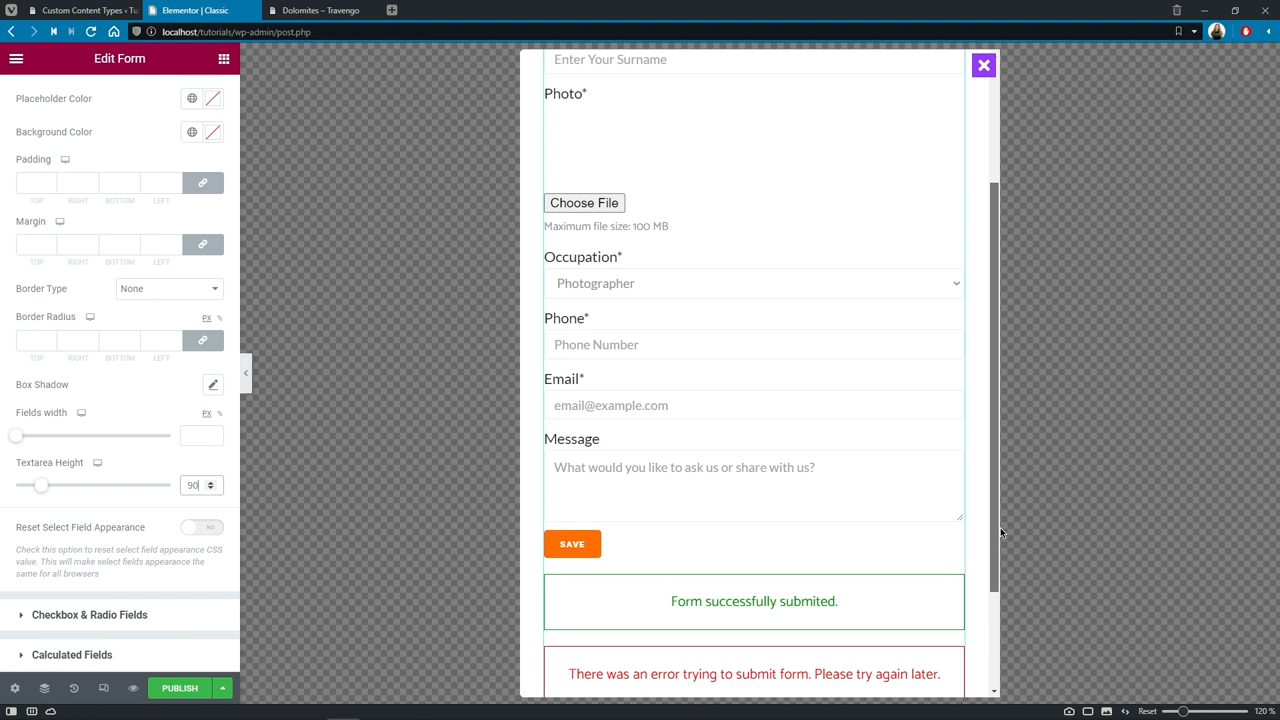 Custom Content Types ‹ Tu
Elementor | Classic
Dolomites – Travengo
localhost/tutorials/wp-admin/post.php
Edit Form
Placeholder Color
Background Color
Padding
TOP RIGHT BOTTOM LEFT
Margin
TOP RIGHT BOTTOM LEFT
Border Type None
Border Radius PX %
TOP RIGHT BOTTOM LEFT
Box Shadow
Fields width PX %
Textarea Height
90
Reset Select Field Appearance NO
Check this option to reset select field appearance CSS
value. This will make select fields appearance the
same for all browsers
Checkbox & Radio Fields
Calculated Fields
PUBLISH
Enter Your Surname
Photo*
Choose File
Maximum file size: 100 MB
Occupation*
Photographer
Phone*
Phone Number
Email*
email@example.com
Message
What would you like to ask us or share with us?
SAVE
Form successfully submited.
There was an error trying to submit form. Please try again later.
Reset 120 %